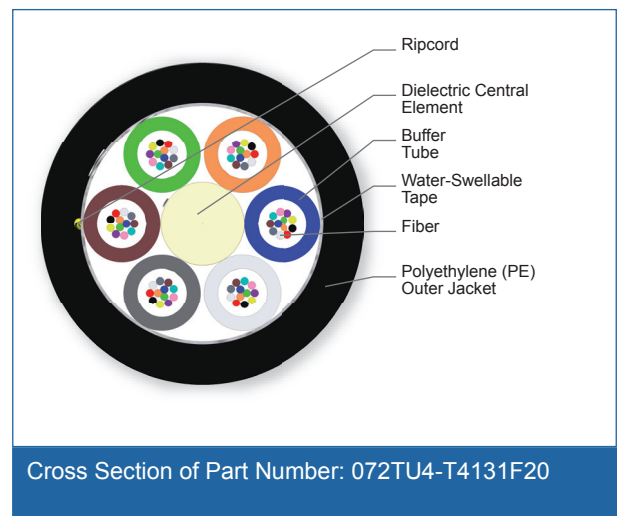 Ripcord
Dielectric Central
Element
Buffer
Tube
Water-Swellable
Tape
Fiber
Polyethylene (PE)
Outer Jacket
Cross Section of Part Number: 072TU4-T4131F20